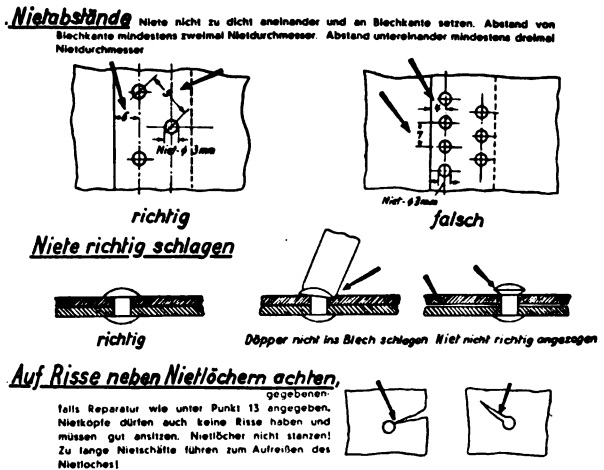 Nietabstände Niete nicht zu dicht aneinander und an Blechkante setzen. Abstand von
Blechkante mindestens zweimal Nietdurchmesser. Abstand untereinander mindestens dreimal
Nietdurchmesser
6
Niet-ϕ 3mm
Niet-ϕ3mm
richtig
falsch
Niete richtig schlagen
richtig
Döpper nicht ins Blech schlagen
Niet nicht richtig angezogen
Auf Risse neben Nietlöchern achten,
gegebenen-
falls Reparatur wie unter Punkt 13 angegeben.
Nietköpfe dürfen auch keine Risse haben und
müssen gut ansitzen. Nietlöcher nicht stanzen!
Zu lange Nietschäfte führen zum Aufreißen des
Nietloches!